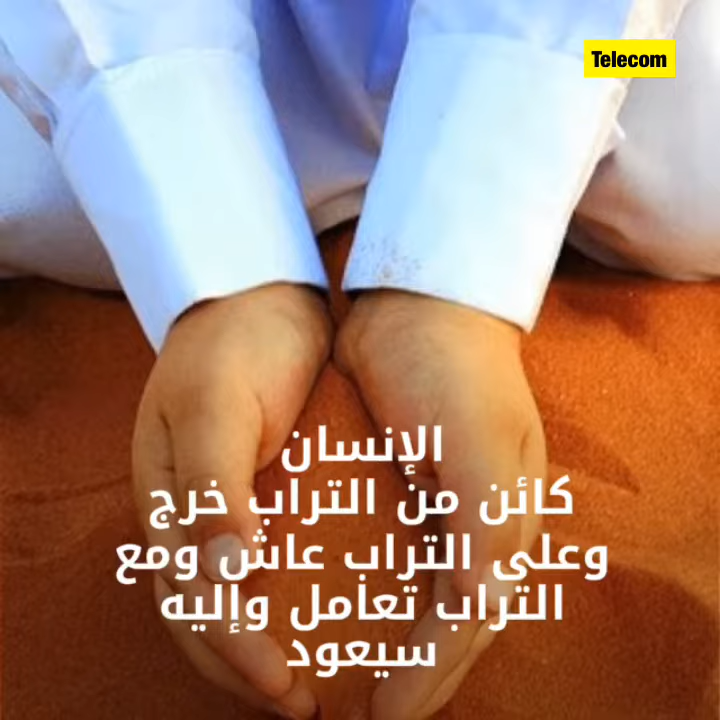 Telecom
الإنسان
كائن من التراب خرج
وعلى التراب عاش ومع
التراب تعامل وإليه
سيعود